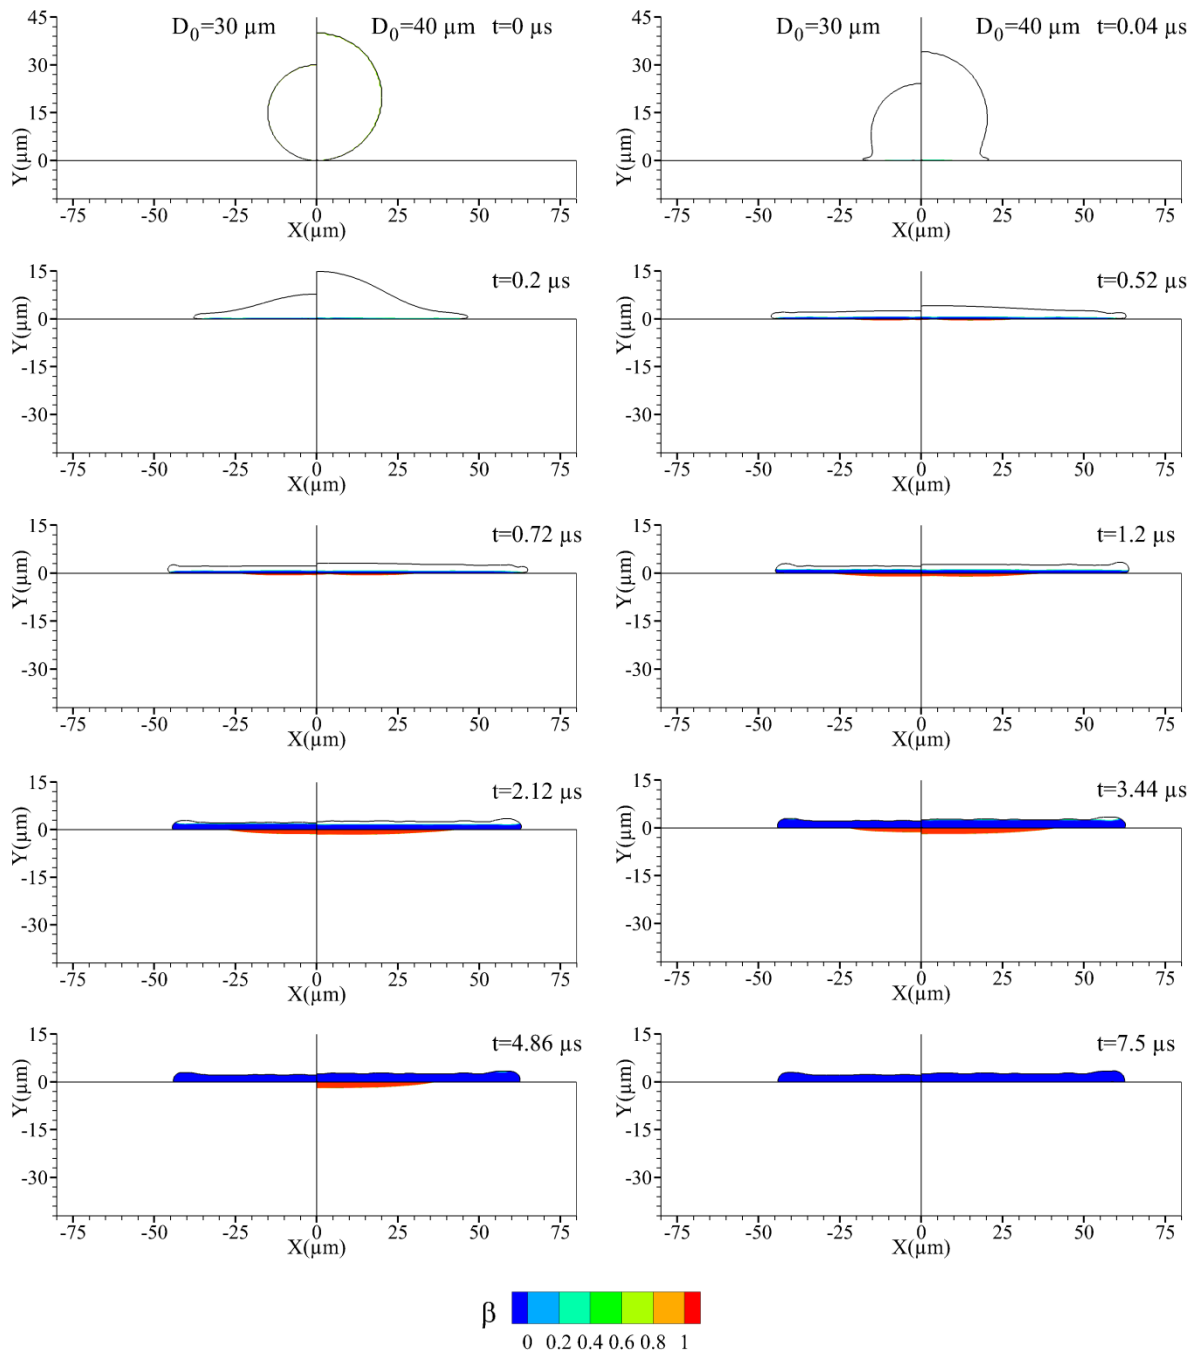 D₀=30 µm D₀=40 µm t=0 µs
45
30
15
0
Y(µm)
-75 -50 -25 0 25 50 75
X(µm)
D₀=30 µm D₀=40 µm t=0.04 µs
45
30
15
0
Y(µm)
-75 -50 -25 0 25 50 75
X(µm)
t=0.2 µs
15
0
-15
-30
Y(µm)
-75 -50 -25 0 25 50 75
X(µm)
t=0.52 µs
15
0
-15
-30
Y(µm)
-75 -50 -25 0 25 50 75
X(µm)
t=0.72 µs
15
0
-15
-30
Y(µm)
-75 -50 -25 0 25 50 75
X(µm)
t=1.2 µs
15
0
-15
-30
Y(µm)
-75 -50 -25 0 25 50 75
X(µm)
t=2.12 µs
15
0
-15
-30
Y(µm)
-75 -50 -25 0 25 50 75
X(µm)
t=3.44 µs
15
0
-15
-30
Y(µm)
-75 -50 -25 0 25 50 75
X(µm)
t=4.86 µs
15
0
-15
-30
Y(µm)
-75 -50 -25 0 25 50 75
X(µm)
t=7.5 µs
15
0
-15
-30
Y(µm)
-75 -50 -25 0 25 50 75
X(µm)
β
0 0.2 0.4 0.6 0.8 1